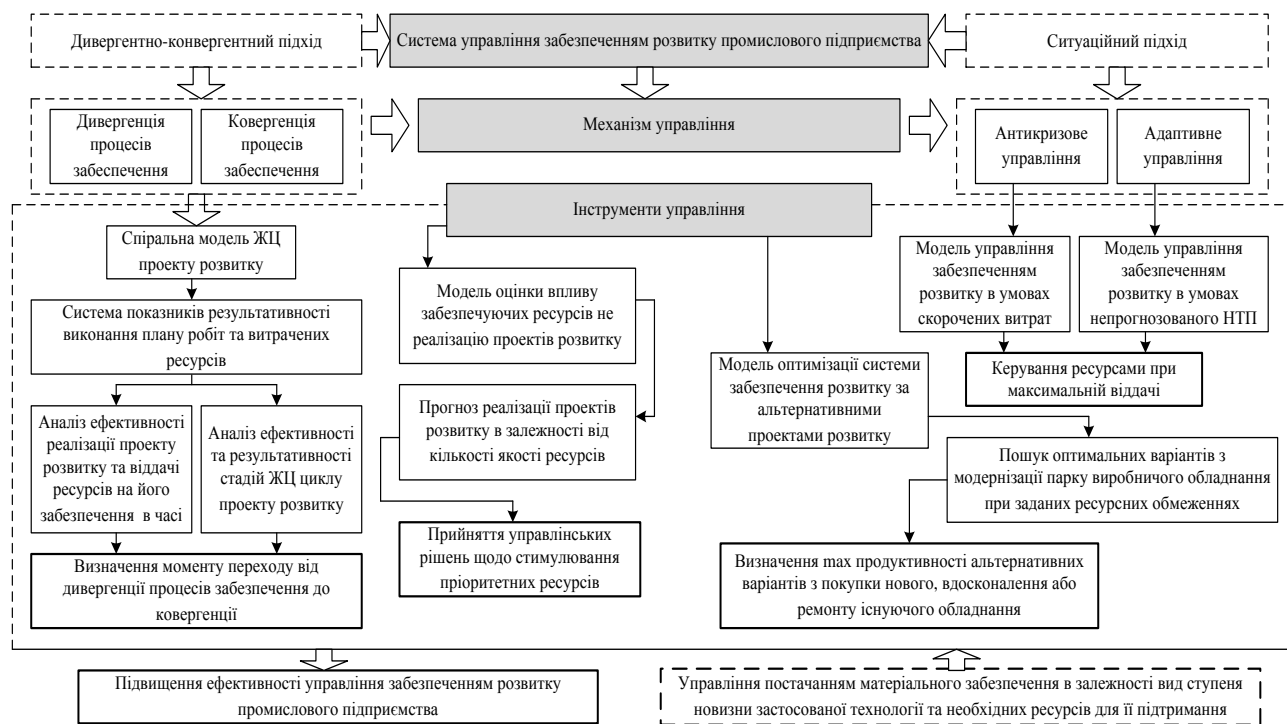 Дивергентно-конвергентний підхід
Система управління забезпеченням розвитку промислового підприємства
Ситуаційний підхід
Дивергенція
процесів
забеспечення
Ковергенція
процесів
забеспечення
Механізм управління
Антикризове
управління
Адаптивне
управління
Інструменти управління
Спіральна модель ЖЦ
проекту розвитку
Система показників результативності
виконання плану робіт та витрачених
ресурсів
Аналіз ефективності
реалізації проекту
розвитку та віддачі
ресурсів на його
забезпечення в часі
Аналіз ефективності
та результативності
стадій ЖЦ циклу
проекту розвитку
Визначення моменту переходу від
дивергенції процесів забезпечення до
ковергенції
Модель оцінки впливу
забезпечуючих ресурсів не
реалізацію проектів розвитку
Прогноз реалізації проектів
розвитку в залежності від
кількості якості ресурсів
Прийняття управлінських
рішень щодо стимулювання
пріоритетних ресурсів
Модель оптимізації системи
забезпечення розвитку за
альтернативними
проектами розвитку
Модель управління
забезпеченням
розвитку в умовах
скорочених витрат
Модель управління
забезпеченням
розвитку в умовах
непрогнозованого НТП
Керування ресурсами при
максимальній віддачі
Пошук оптимальних варіантів з
модернізації парку виробничого обладнання
при заданих ресурсних обмеженнях
Визначення max продуктивності альтернативних
варіантів з покупки нового, вдосконалення або
ремонту існуючого обладнання
Підвищення ефективності управління забезпеченням розвитку
промислового підприємства
Управління постачанням матеріального забезпечення в залежності вид ступеня
новизни застосованої технології та необхідних ресурсів для її підтримання